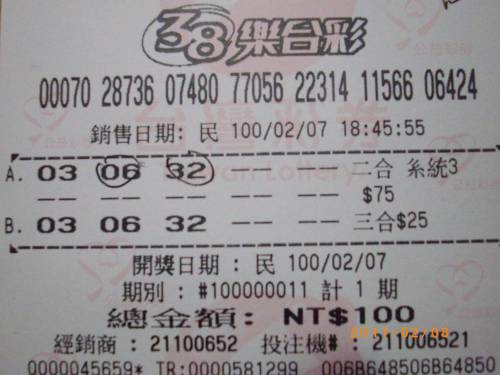 38樂合彩
00070 28736 07480 77056 22314 11566 06424
銷售日期: 民 100/02/07 18:45:55
A. 03 06 32 二合 系統3
-- -- -- -- -- -- $75
B. 03 06 32 -- -- -- 三合$25
開獎日期 : 民 100/02/07
期別 : #100000011 計 1 期
總金額: NT$100
經銷商 : 21100652 投注機# : 211006521
0000045659* TR:0000581299 006B648506B64850